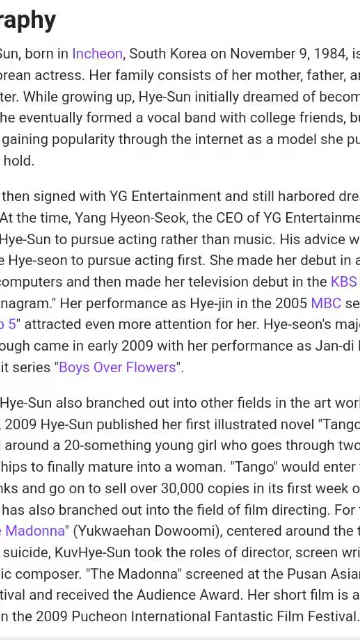 raphy
Sun, born in Incheon, South Korea on November 9, 1984, is
orean actress. Her family consists of her mother, father, a
ter. While growing up, Hye-Sun initially dreamed of becom
he eventually formed a vocal band with college friends, b
gaining popularity through the internet as a model she pu
hold.
then signed with YG Entertainment and still harbored dre
At the time, Yang Hyeon-Seok, the CEO of YG Entertainme
Hye-Sun to pursue acting rather than music. His advice w
e Hye-seon to pursue acting first. She made her debut in a
computers and then made her television debut in the KBS
nagram." Her performance as Hye-jin in the 2005 MBC se
o 5" attracted even more attention for her. Hye-seon's maj
ough came in early 2009 with her performance as Jan-di
it series "Boys Over Flowers".
Hye-Sun also branched out into other fields in the art wor
, 2009 Hye-Sun published her first illustrated novel "Tango
around a 20-something young girl who goes through two
ships to finally mature into a woman. "Tango" would enter
nks and go on to sell over 30,000 copies in its first week o
has also branched out into the field of film directing. For
e Madonna" (Yukwaehan Dowoomi), centered around the t
suicide, KuvHye-Sun took the roles of director, screen wri
ic composer. "The Madonna" screened at the Pusan Asian
tival and received the Audience Award. Her short film is a
n the 2009 Pucheon International Fantastic Film Festival.